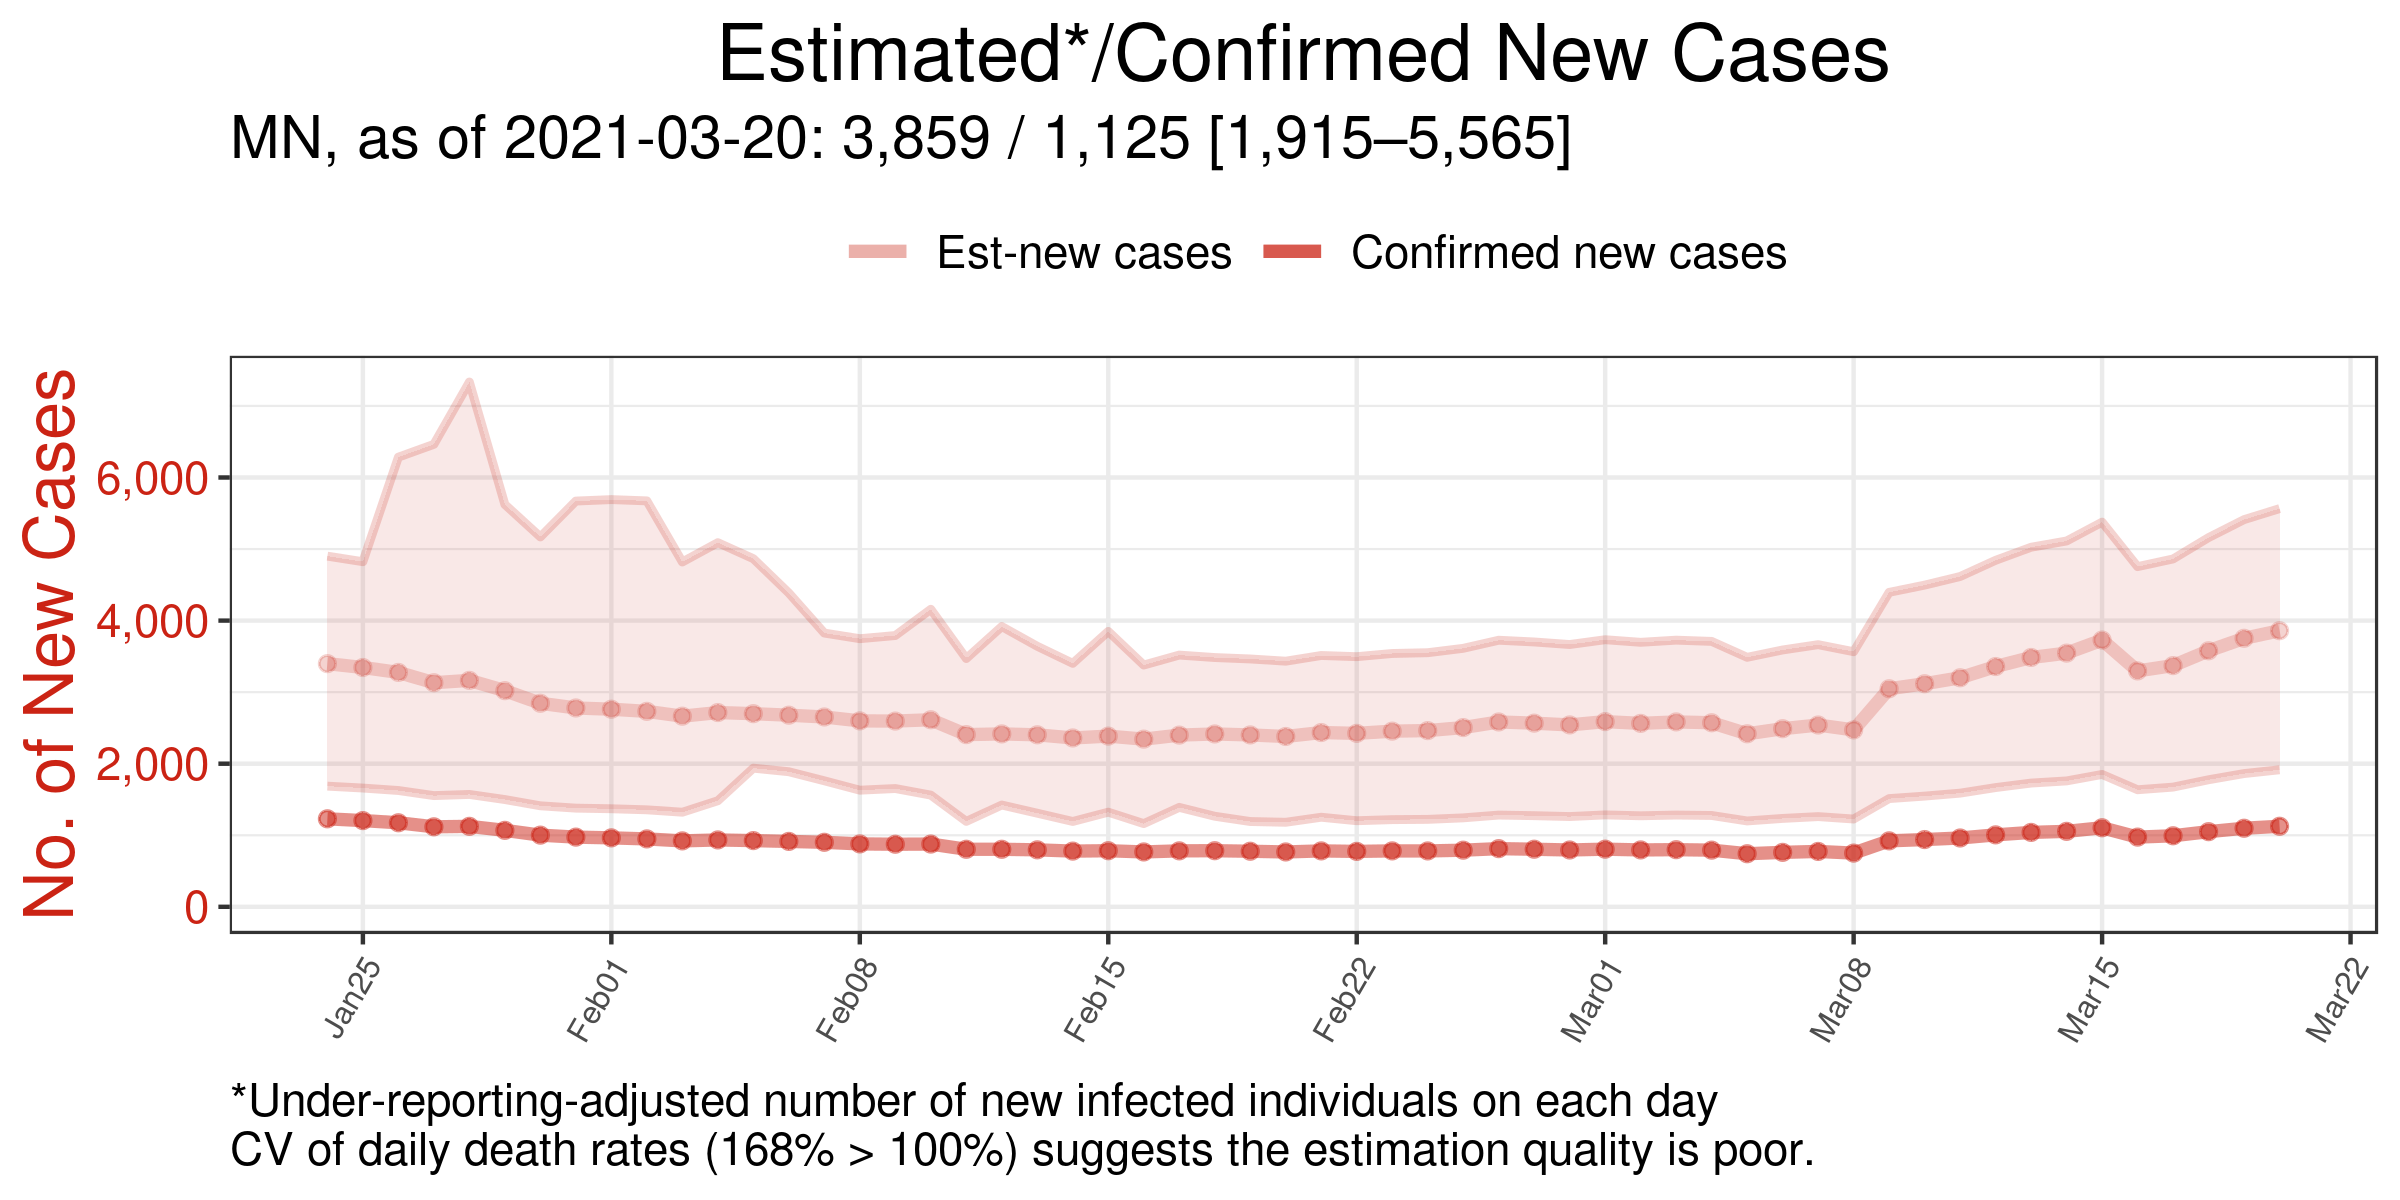 Estimated*/Confirmed New Cases
MN, as of 2021-03-20: 3,859 / 1,125 [1,915–5,565]
Est-new cases
Confirmed new cases
No. of New Cases
6,000
4,000
2,000
0
Jan25
Feb01
Feb08
Feb15
Feb22
Mar01
Mar08
Mar15
Mar22
*Under-reporting-adjusted number of new infected individuals on each day
CV of daily death rates (168% > 100%) suggests the estimation quality is poor.